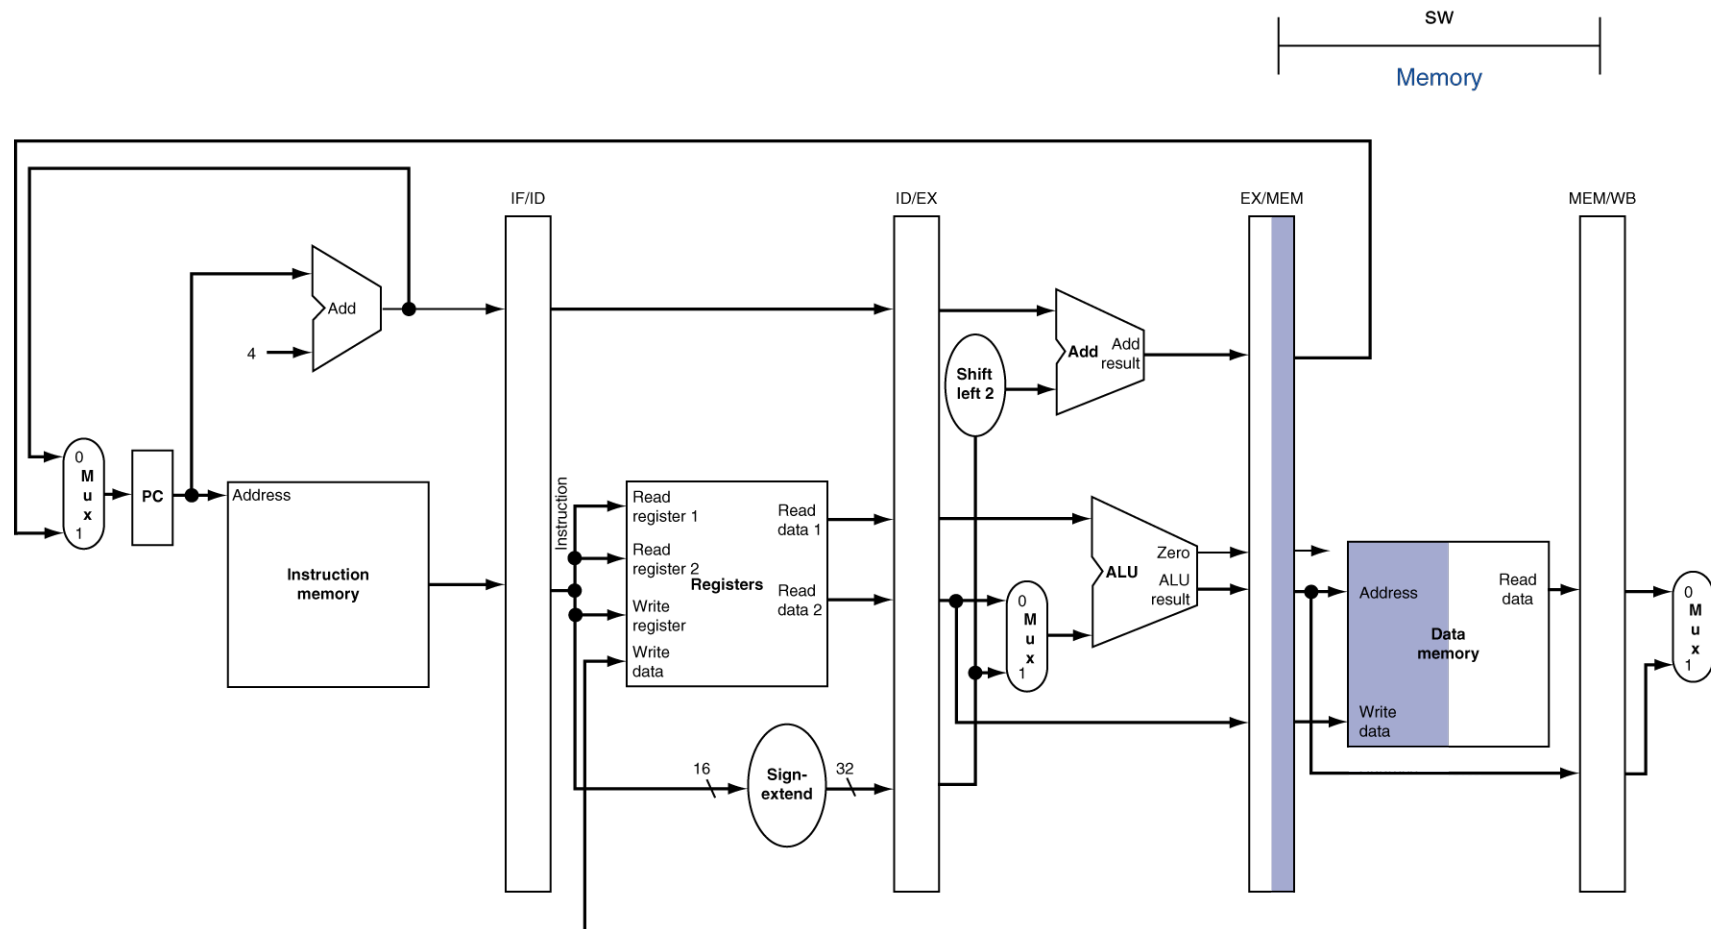 SW
Memory
IF/ID
ID/EX
EX/MEM
MEM/WB
Add
4
Add
Add
result
Shift
left 2
0
M
u
x
1
PC
Address
Instruction
memory
Instruction
Read
register 1
Read
register 2
Registers
Write
register
Write
data
Read
data 1
Read
data 2
16
Sign-
extend
32
0
M
u
x
1
Zero
ALU
ALU
result
Address
Read
data
Data
memory
Write
data
0
M
u
x
1